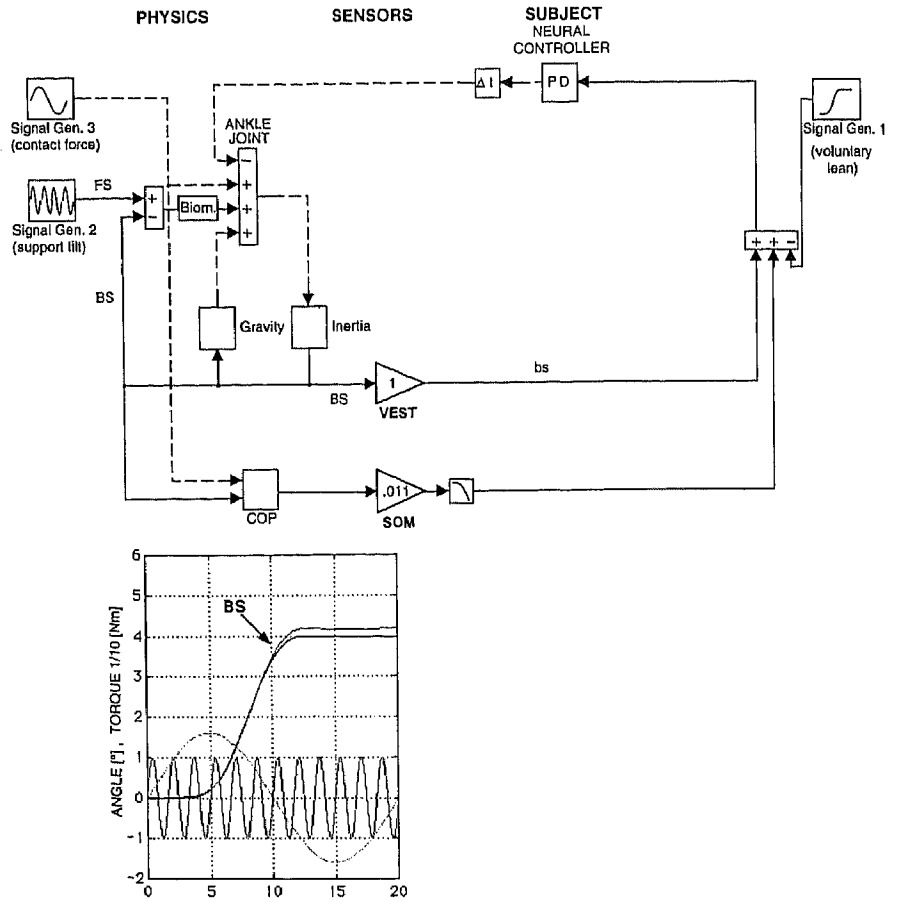 PHYSICS
SENSORS
SUBJECT
NEURAL
CONTROLLER
Δ t
PD
Signal Gen. 3
(contact force)
ANKLE
JOINT
Signal Gen. 1
(voluntary
lean)
−
+
+
+
FS
+
−
Biom.
Signal Gen. 2
(support tilt)
+ + −
BS
Gravity
Inertia
BS
1
bs
VEST
.011
COP
SOM
6
5
4
3
2
1
0
-1
-2
BS
ANGLE [°] , TORQUE 1/10 [Nm]
0 5 10 15 20